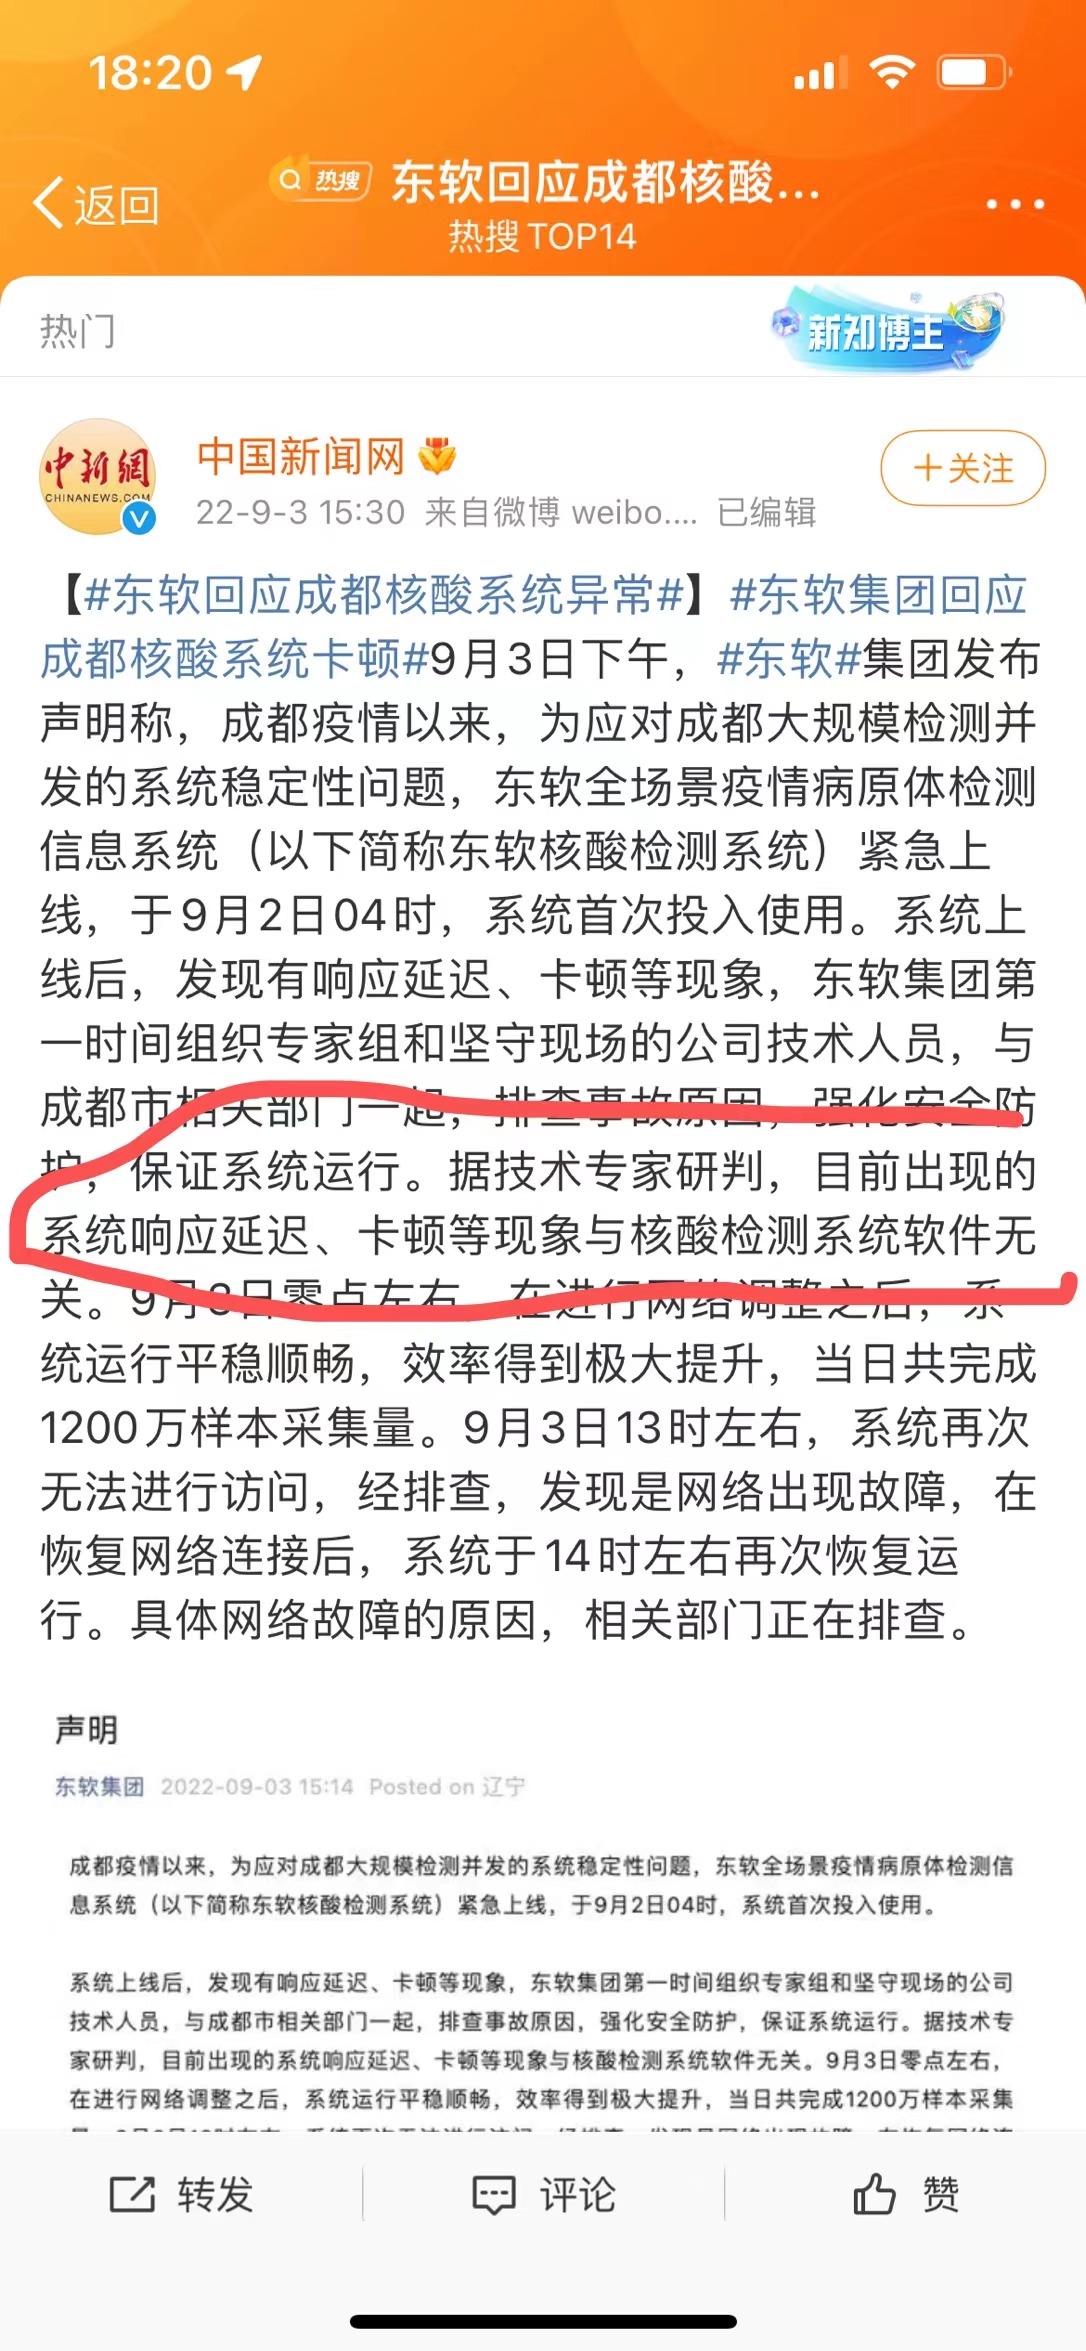 18:20
返回
热搜 东软回应成都核酸...
热搜 TOP14
热门
新知博主
中新網
CHINANEWS.COM
中国新闻网
22-9-3 15:30 来自微博 weibo.... 已编辑
+关注
【#东软回应成都核酸系统异常#】#东软集团回应
成都核酸系统卡顿#9月3日下午，#东软#集团发布
声明称，成都疫情以来，为应对成都大规模检测并
发的系统稳定性问题，东软全场景疫情病原体检测
信息系统（以下简称东软核酸检测系统）紧急上
线，于9月2日04时，系统首次投入使用。系统上
线后，发现有响应延迟、卡顿等现象，东软集团第
一时间组织专家组和坚守现场的公司技术人员，与
成都市相关部门一起，排查事故原因，强化安全防
护，保证系统运行。据技术专家研判，目前出现的
系统响应延迟、卡顿等现象与核酸检测系统软件无
关。9月3日零点左右，在进行网络调整之后，系
统运行平稳顺畅，效率得到极大提升，当日共完成
1200万样本采集量。9月3日13时左右，系统再次
无法进行访问，经排查，发现是网络出现故障，在
恢复网络连接后，系统于14时左右再次恢复运
行。具体网络故障的原因，相关部门正在排查。
声明
东软集团 2022-09-03 15:14 Posted on 辽宁
成都疫情以来，为应对成都大规模检测并发的系统稳定性问题，东软全场景疫情病原体检测信
息系统（以下简称东软核酸检测系统）紧急上线，于9月2日04时，系统首次投入使用。
系统上线后，发现有响应延迟、卡顿等现象，东软集团第一时间组织专家组和坚守现场的公司
技术人员，与成都市相关部门一起，排查事故原因，强化安全防护，保证系统运行。据技术专
家研判，目前出现的系统响应延迟、卡顿等现象与核酸检测系统软件无关。9月3日零点左右，
在进行网络调整之后，系统运行平稳顺畅，效率得到极大提升，当日共完成1200万样本采集
转发
评论
赞